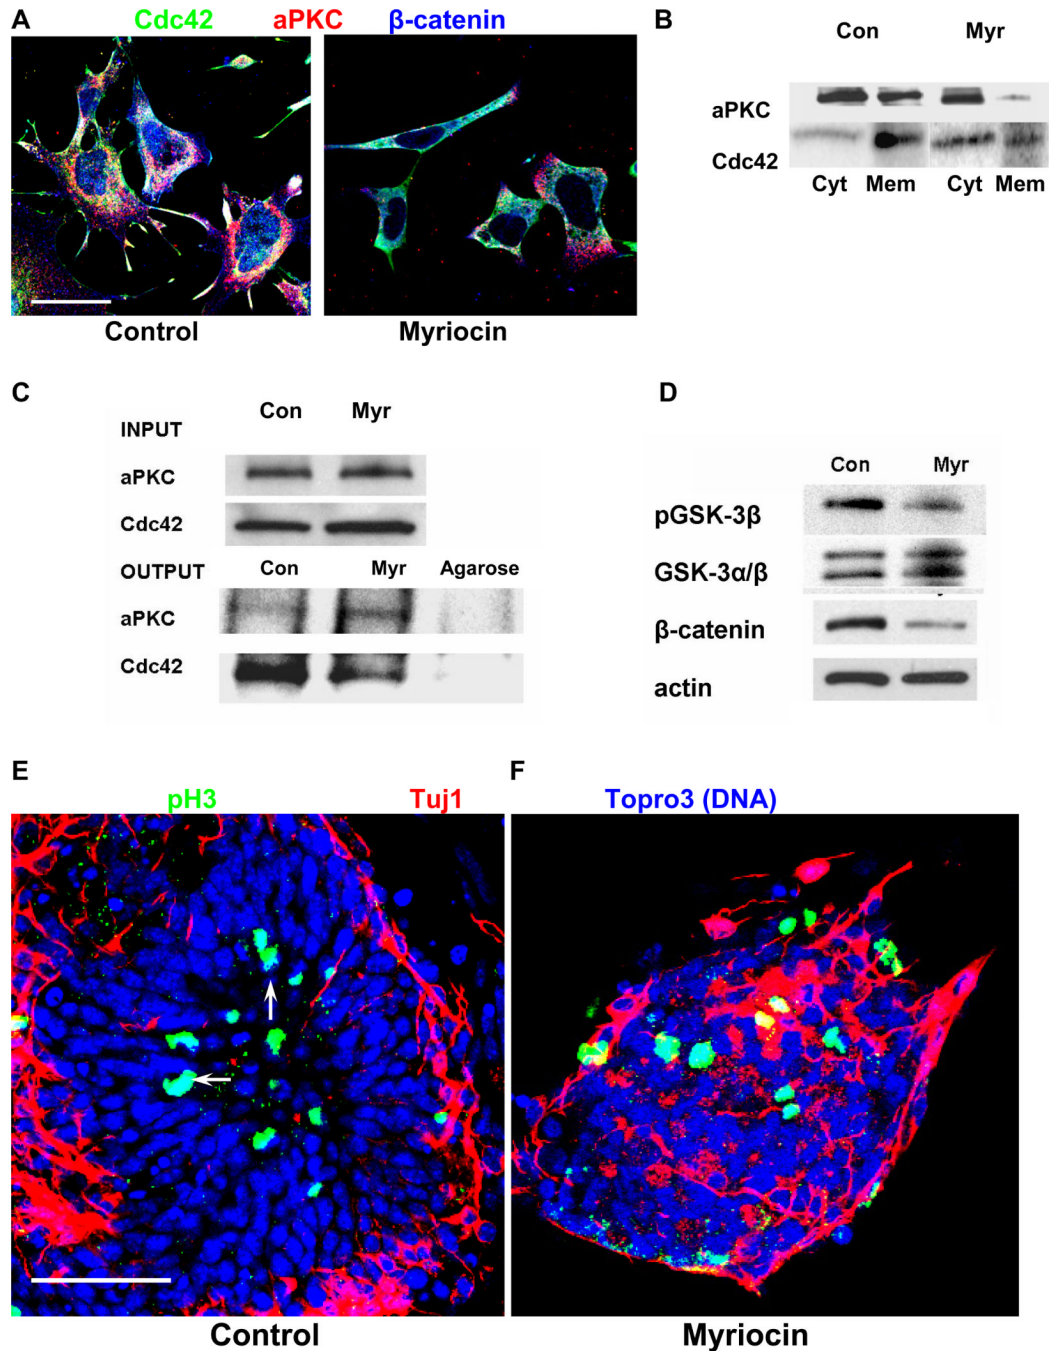 A
Cdc42 aPKC β-catenin
Control Myriocin
B
Con Myr
aPKC
Cdc42
Cyt Mem Cyt Mem
C
Con Myr
INPUT
aPKC
Cdc42
OUTPUT Con Myr Agarose
aPKC
Cdc42
D
Con Myr
pGSK-3β
GSK-3α/β
β-catenin
actin
E F
pH3 Tuj1 Topro3 (DNA)
Control Myriocin